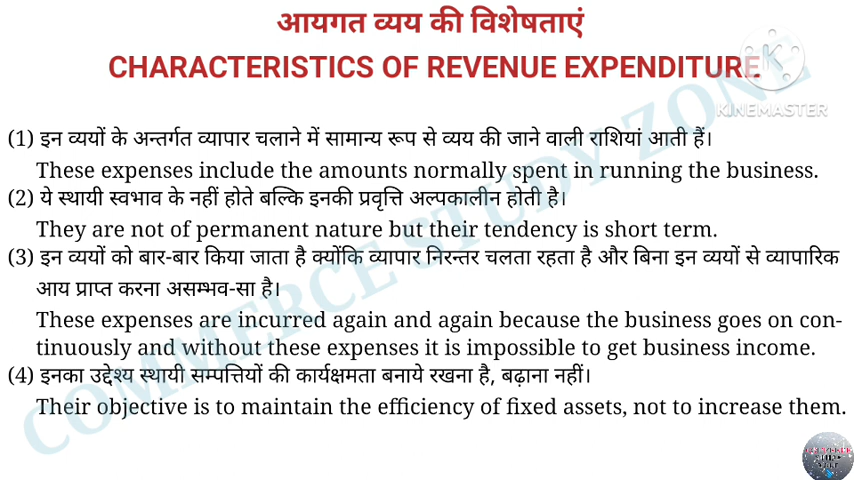 आयगत व्यय की विशेषताएं
CHARACTERISTICS OF REVENUE EXPENDITURE
KINEMASTER
(1) इन व्ययों के अन्तर्गत व्यापार चलाने में सामान्य रूप से व्यय की जाने वाली राशियां आती हैं।
These expenses include the amounts normally spent in running the business.
(2) ये स्थायी स्वभाव के नहीं होते बल्कि इनकी प्रवृत्ति अल्पकालीन होती है।
They are not of permanent nature but their tendency is short term.
(3) इन व्ययों को बार-बार किया जाता है क्योंकि व्यापार निरन्तर चलता रहता है और बिना इन व्ययों से व्यापारिक
आय प्राप्त करना असम्भव-सा है।
These expenses are incurred again and again because the business goes on con-
tinuously and without these expenses it is impossible to get business income.
(4) इनका उद्देश्य स्थायी सम्पत्तियों की कार्यक्षमता बनाये रखना है, बढ़ाना नहीं।
Their objective is to maintain the efficiency of fixed assets, not to increase them.
COMMERCE STUDY ZONE